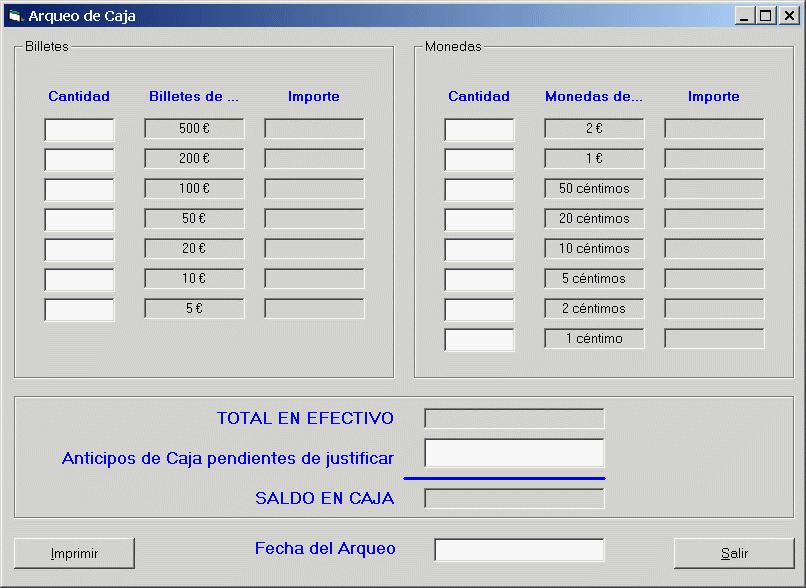 Arqueo de Caja
Billetes
Cantidad Billetes de ... Importe
500 €
200 €
100 €
50 €
20 €
10 €
5 €
Monedas
Cantidad Monedas de... Importe
2 €
1 €
50 céntimos
20 céntimos
10 céntimos
5 céntimos
2 céntimos
1 céntimo
TOTAL EN EFECTIVO
Anticipos de Caja pendientes de justificar
SALDO EN CAJA
Imprimir
Fecha del Arqueo
Salir